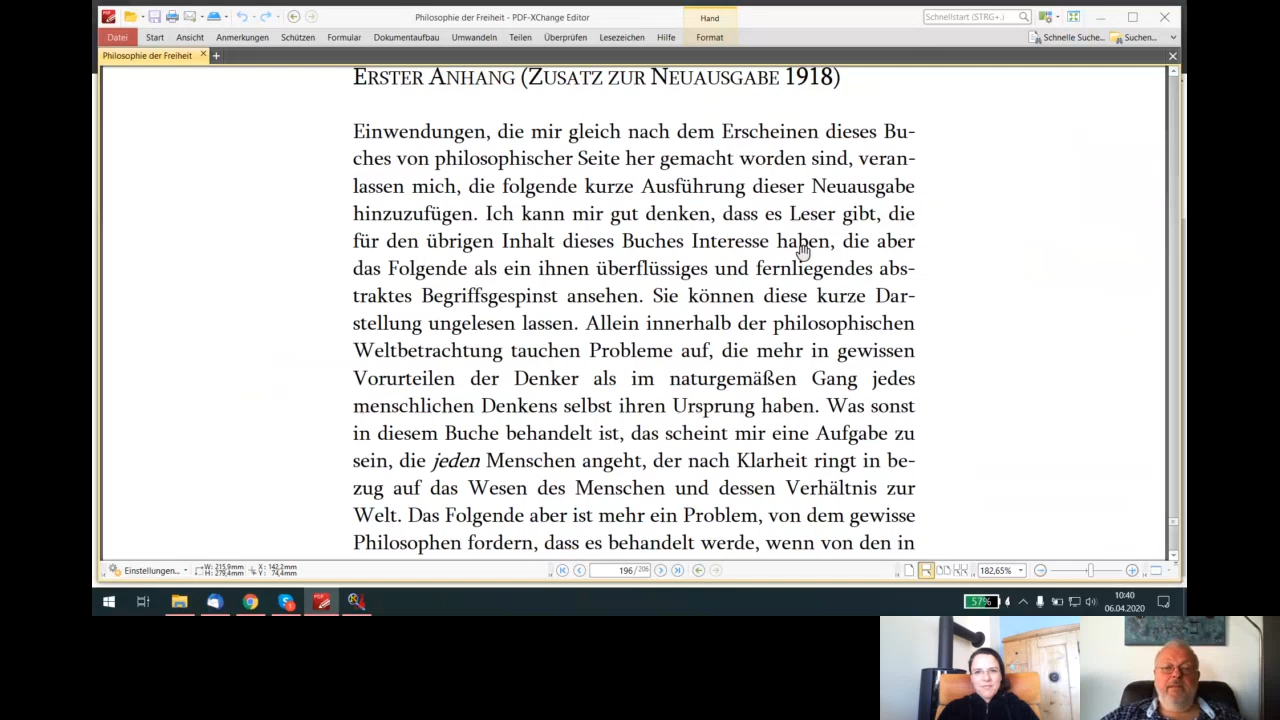 Philosophie der Freiheit - PDF-XChange Editor
Hand
Schnellstart (STRG+.)
Datei
Start
Ansicht
Anmerkungen
Schützen
Formular
Dokumentaufbau
Umwandeln
Teilen
Überprüfen
Lesezeichen
Hilfe
Format
Schnelle Suche...
Suchen...
Philosophie der Freiheit
ERSTER ANHANG (ZUSATZ ZUR NEUAUSGABE 1918)
Einwendungen, die mir gleich nach dem Erscheinen dieses Bu-
ches von philosophischer Seite her gemacht worden sind, veran-
lassen mich, die folgende kurze Ausführung dieser Neuausgabe
hinzuzufügen. Ich kann mir gut denken, dass es Leser gibt, die
für den übrigen Inhalt dieses Buches Interesse haben, die aber
das Folgende als ein ihnen überflüssiges und fernliegendes abs-
traktes Begriffsgespinst ansehen. Sie können diese kurze Dar-
stellung ungelesen lassen. Allein innerhalb der philosophischen
Weltbetrachtung tauchen Probleme auf, die mehr in gewissen
Vorurteilen der Denker als im naturgemäßen Gang jedes
menschlichen Denkens selbst ihren Ursprung haben. Was sonst
in diesem Buche behandelt ist, das scheint mir eine Aufgabe zu
sein, die jeden Menschen angeht, der nach Klarheit ringt in be-
zug auf das Wesen des Menschen und dessen Verhältnis zur
Welt. Das Folgende aber ist mehr ein Problem, von dem gewisse
Philosophen fordern, dass es behandelt werde, wenn von den in
Einstellungen...
W: 215,9mm
H: 279,4mm
X: 142,2mm
Y: 74,4mm
196 /206
182,65%
57%
10:40
06.04.2020